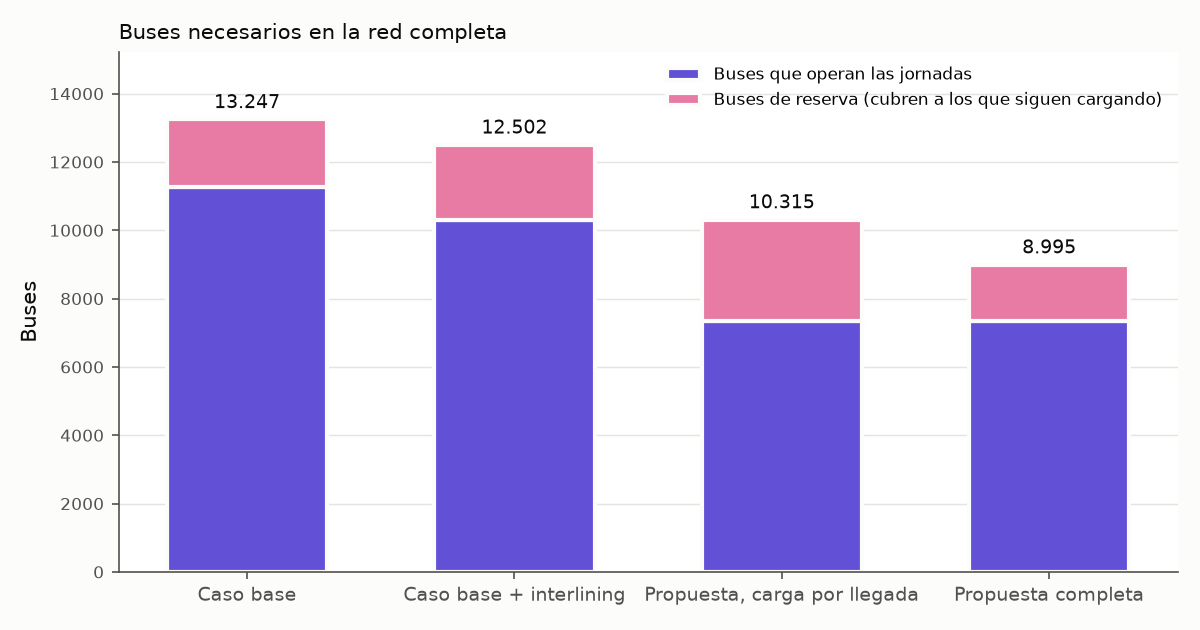 Buses necesarios en la red completa
Buses que operan las jornadas
Buses de reserva (cubren a los que siguen cargando)
Buses
14000
12000
10000
8000
6000
4000
2000
0
13.247
12.502
10.315
8.995
Caso base
Caso base + interlining
Propuesta, carga por llegada
Propuesta completa